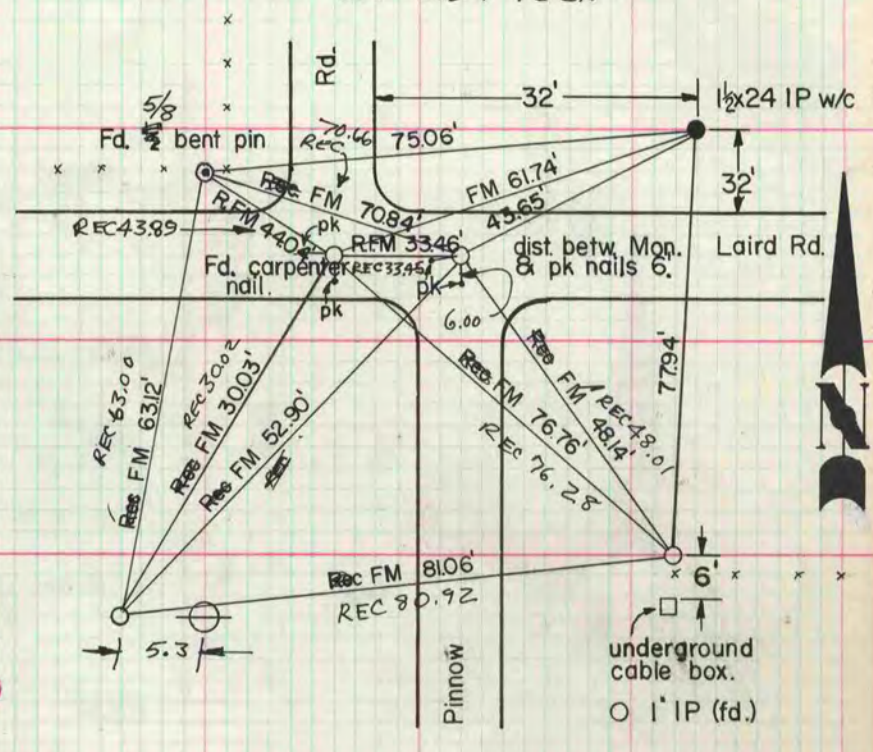 Rd.
32'
1½x24 IP w/c
5/8
Fd. bent pin
70.66
REC.
75.06'
FM 61.74'
32'
Rec. FM 70.84'
43.65'
REC 43.89
R.FM 44.04'
pk
R.FM 33.46'
REC 33.45
dist. betw. Mon.
& pk nails 6'.
Laird Rd.
Fd. carpenter
nail.
pk
pk
6.00
77.94'
N
REC 63.00
Rec FM 63.12'
REC 30.02
Rec FM 30.03'
Rec FM 52.90'
Rec
Rec FM 76.76'
REC 76.28
Rec FM 48.14'
REC 48.01
Rec FM 81.06'
REC 80.92
6'
5.3
Pinnow
underground
cable box.
1" IP (fd.)